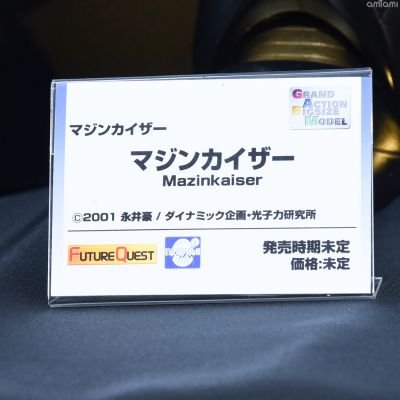 amiami
GRAND
ACTION
BIGSIZE
MODEL
マジンカイザー
マジンカイザー
Mazinkaiser
©2001 永井豪 / ダイナミック企画・光子力研究所
FUTURE QUEST
発売時期未定
価格:未定